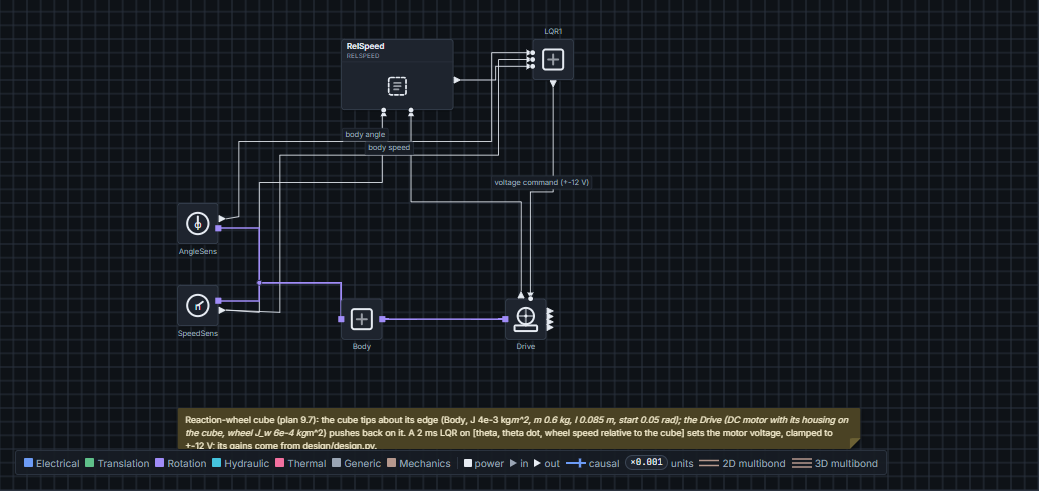 LQR1
RelSpeed
RELSPEED
body angle
body speed
voltage command (+-12 V)
AngleSens
SpeedSens
Body
Drive
Reaction-wheel cube (plan 9.7): the cube tips about its edge (Body, J 4e-3 kgm^2, m 0.6 kg, l 0.085 m, start 0.05 rad); the Drive (DC motor with its housing on
the cube, wheel J_w 6e-4 kgm^2) pushes back on it. A 2 ms LQR on [theta, theta dot, wheel speed relative to the cube] sets the motor voltage, clamped to
+-12 V; its gains come from design/design.py.
Electrical Translation Rotation Hydraulic Thermal Generic Mechanics power in out causal ×0.001 units 2D multibond 3D multibond